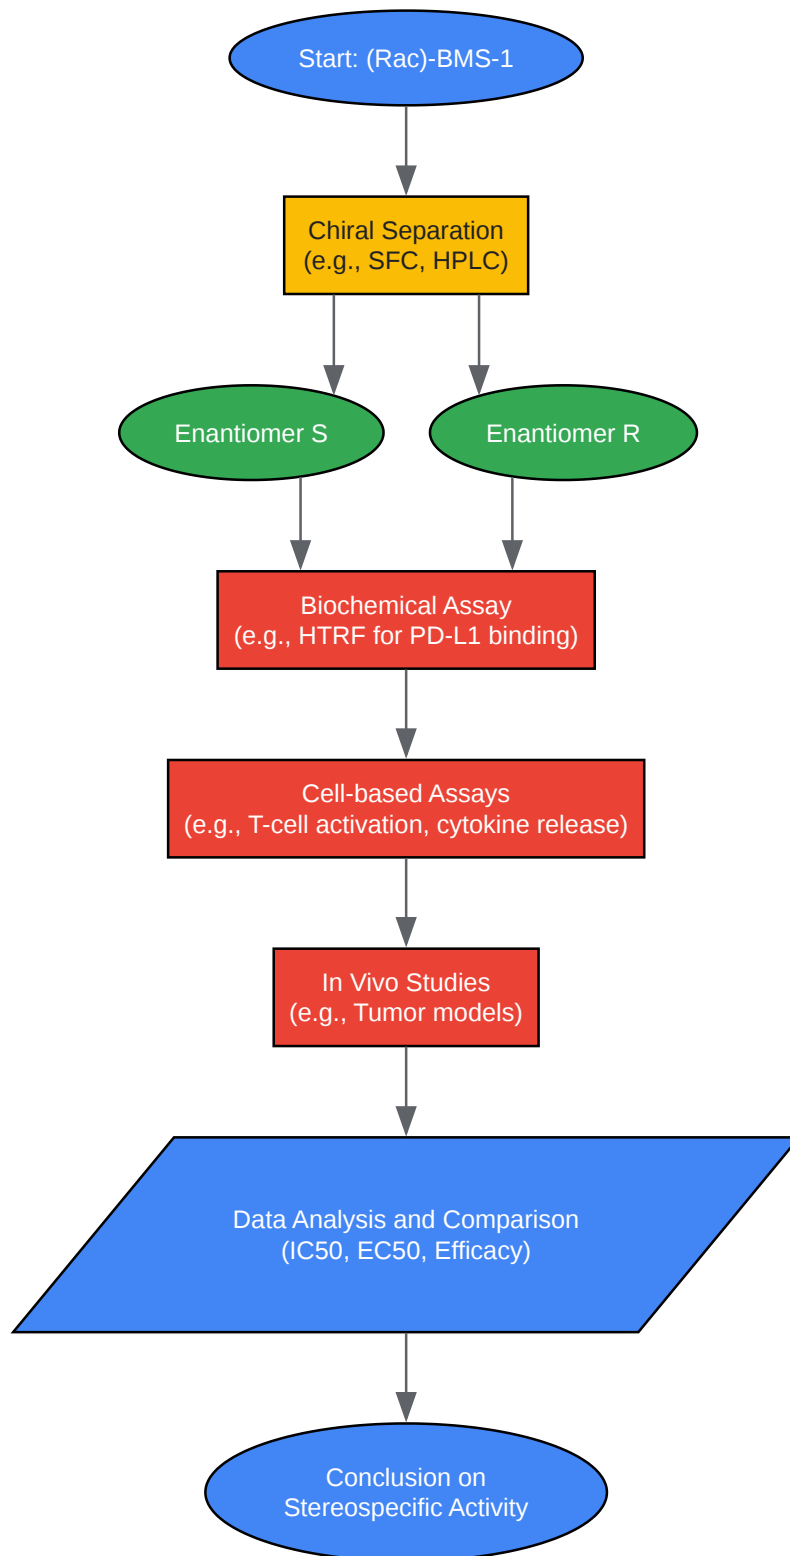 Start: (Rac)-BMS-1
Chiral Separation
(e.g., SFC, HPLC)
Enantiomer S
Enantiomer R
Biochemical Assay
(e.g., HTRF for PD-L1 binding)
Cell-based Assays
(e.g., T-cell activation, cytokine release)
In Vivo Studies
(e.g., Tumor models)
Data Analysis and Comparison
(IC50, EC50, Efficacy)
Conclusion on
Stereospecific Activity